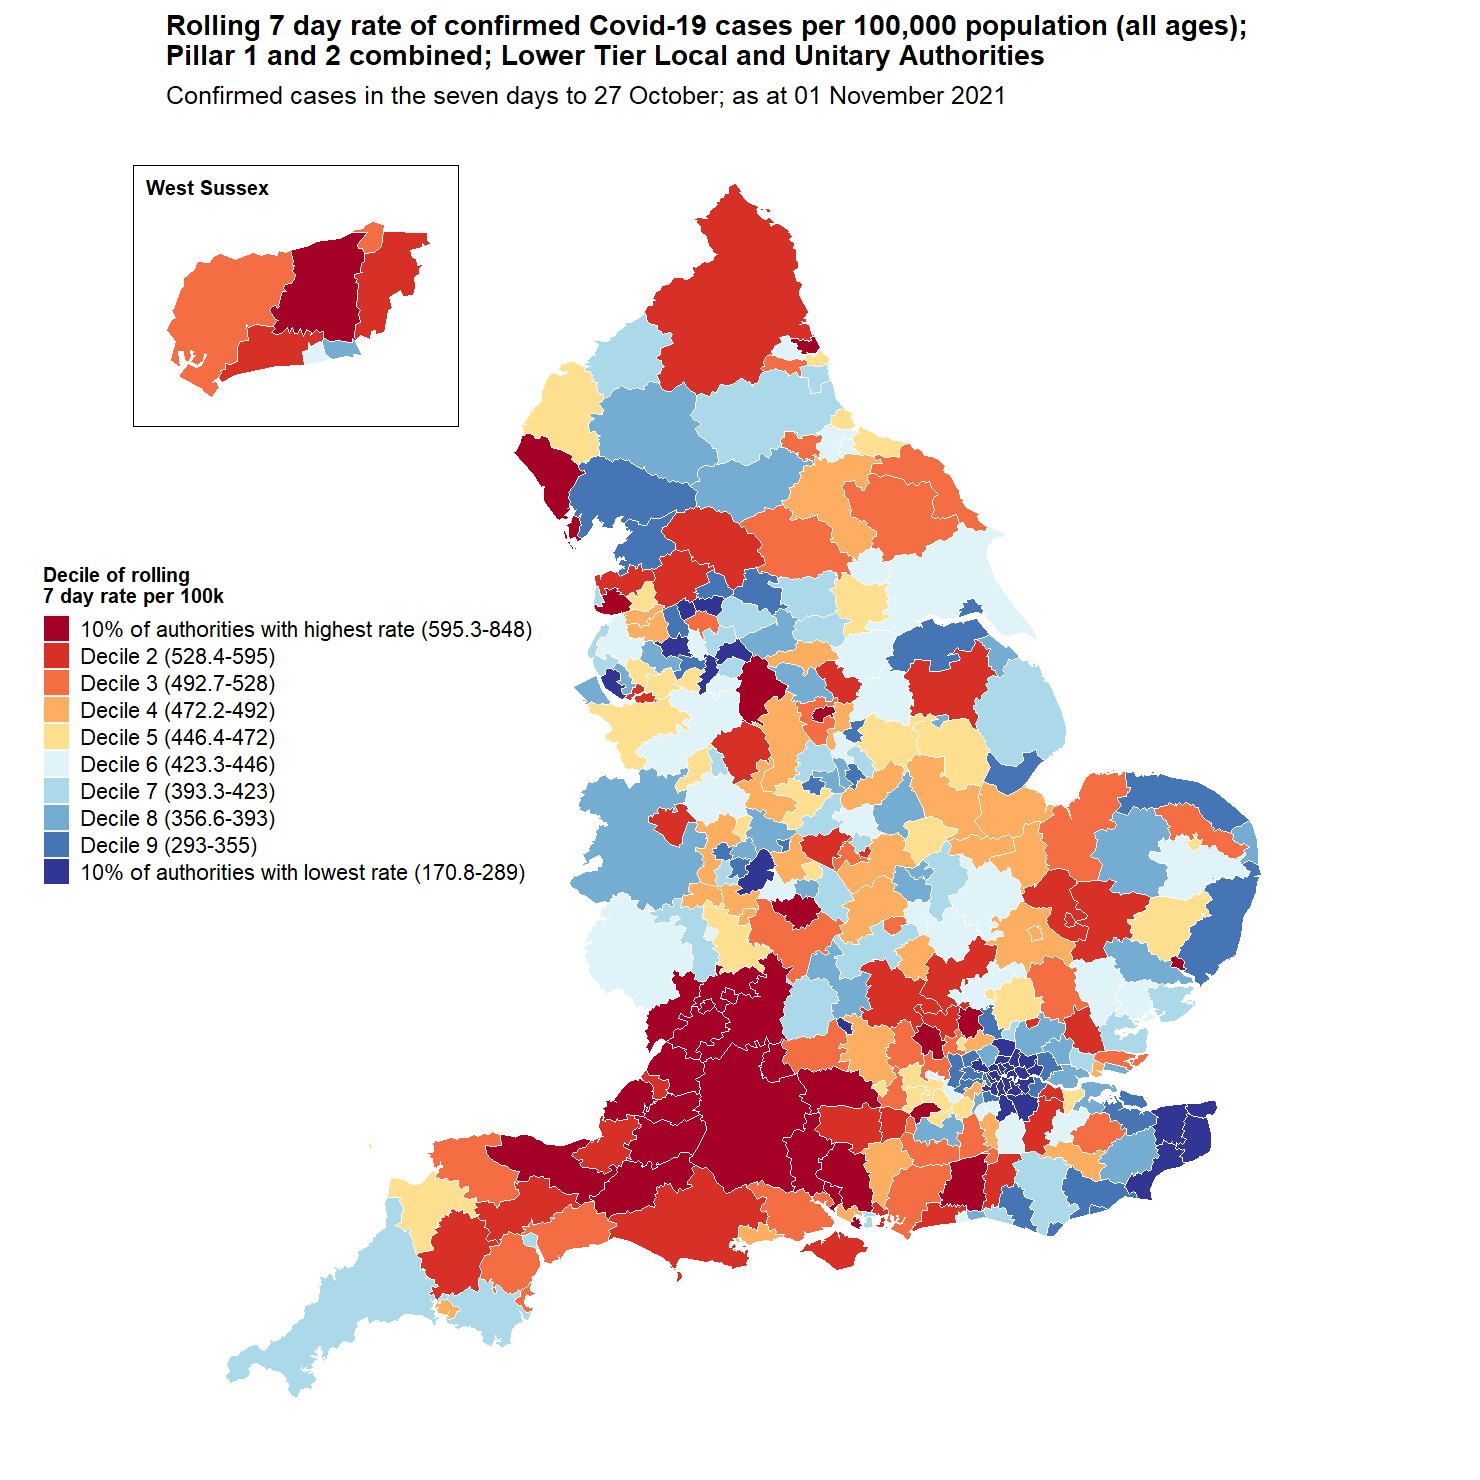 Rolling 7 day rate of confirmed Covid-19 cases per 100,000 population (all ages);
Pillar 1 and 2 combined; Lower Tier Local and Unitary Authorities
Confirmed cases in the seven days to 27 October; as at 01 November 2021
West Sussex
Decile of rolling
7 day rate per 100k
10% of authorities with highest rate (595.3-848)
Decile 2 (528.4-595)
Decile 3 (492.7-528)
Decile 4 (472.2-492)
Decile 5 (446.4-472)
Decile 6 (423.3-446)
Decile 7 (393.3-423)
Decile 8 (356.6-393)
Decile 9 (293-355)
10% of authorities with lowest rate (170.8-289)